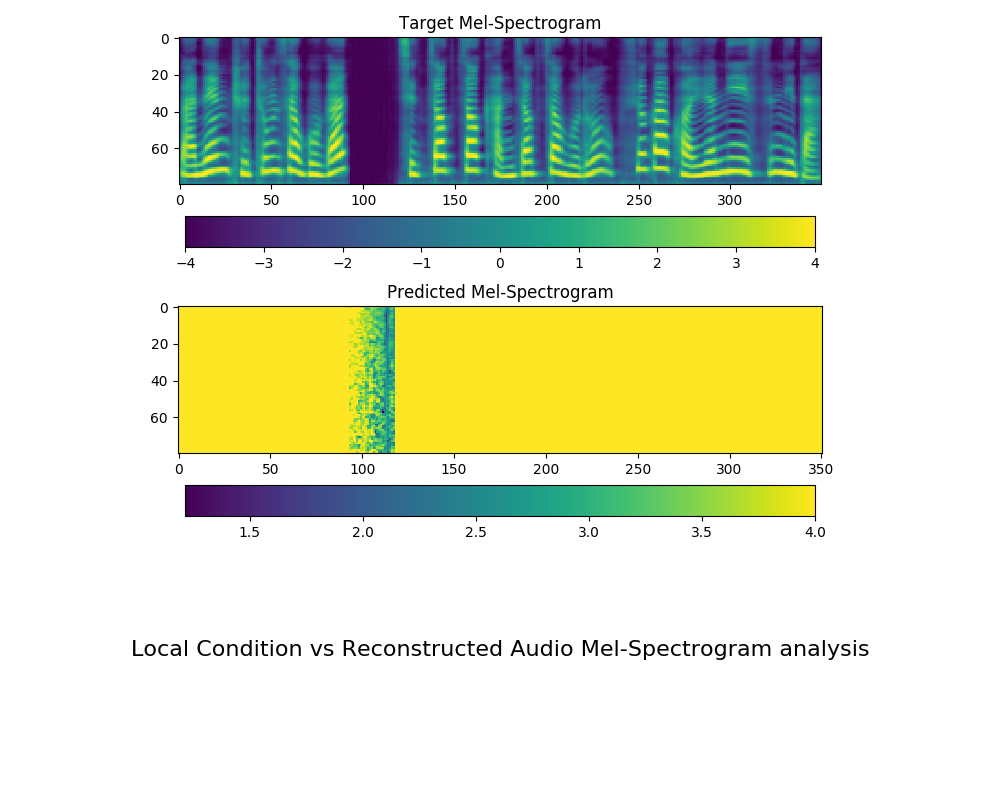 Target Mel-Spectrogram
0
20
40
60
0 50 100 150 200 250 300
−4 −3 −2 −1 0 1 2 3 4
Predicted Mel-Spectrogram
0
20
40
60
0 50 100 150 200 250 300 350
1.5 2.0 2.5 3.0 3.5 4.0
Local Condition vs Reconstructed Audio Mel-Spectrogram analysis